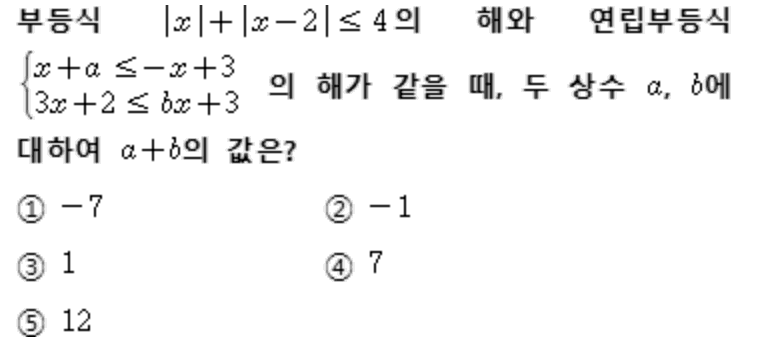 부등식 |x|+|x-2| ≤ 4의 해와 연립부등식
{x+a ≤ -x+3
{3x+2 ≤ bx+3 의 해가 같을 때, 두 상수 a, b에
대하여 a+b의 값은?
① -7 ② -1
③ 1 ④ 7
⑤ 12